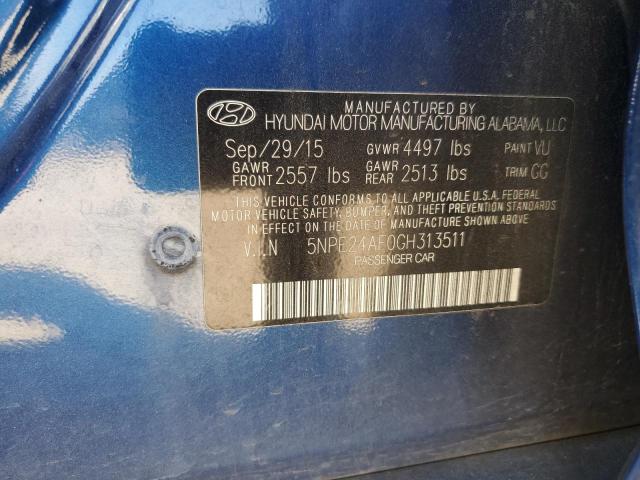 MANUFACTURED BY
HYUNDAI MOTOR MANUFACTURING ALABAMA, LLC
Sep/29/15 GVWR 4497 lbs PAINT VU
GAWR FRONT 2557 lbs GAWR REAR 2513 lbs TRIM GG
THIS VEHICLE CONFORMS TO ALL APPLICABLE U.S.A. FEDERAL
MOTOR VEHICLE SAFETY, BUMPER, AND THEFT PREVENTION STANDARDS
IN EFFECT ON THE DATE OF MANUFACTURE SHOWN ABOVE.
V.I.N 5NPE24AF0GH313511
PASSENGER CAR